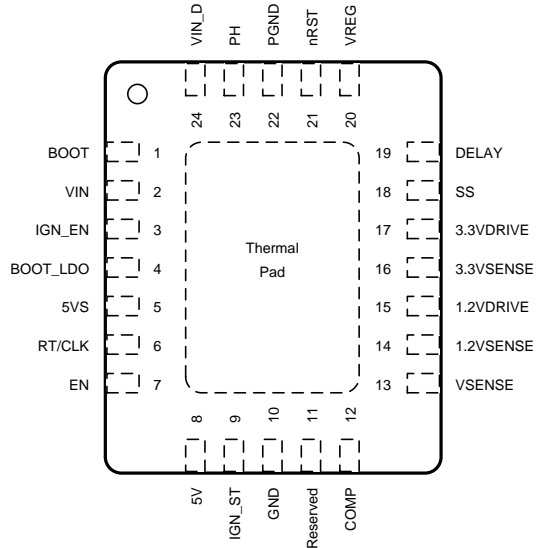 VIN_D PH PGND nRST VREG
24 23 22 21 20
BOOT 1 19 DELAY
VIN 2 18 SS
IGN_EN 3 17 3.3VDRIVE
BOOT_LDO 4 16 3.3VSENSE
5VS 5 15 1.2VDRIVE
RT/CLK 6 14 1.2VSENSE
EN 7 13 VSENSE
Thermal
Pad
8 9 10 11 12
5V IGN_ST GND Reserved COMP